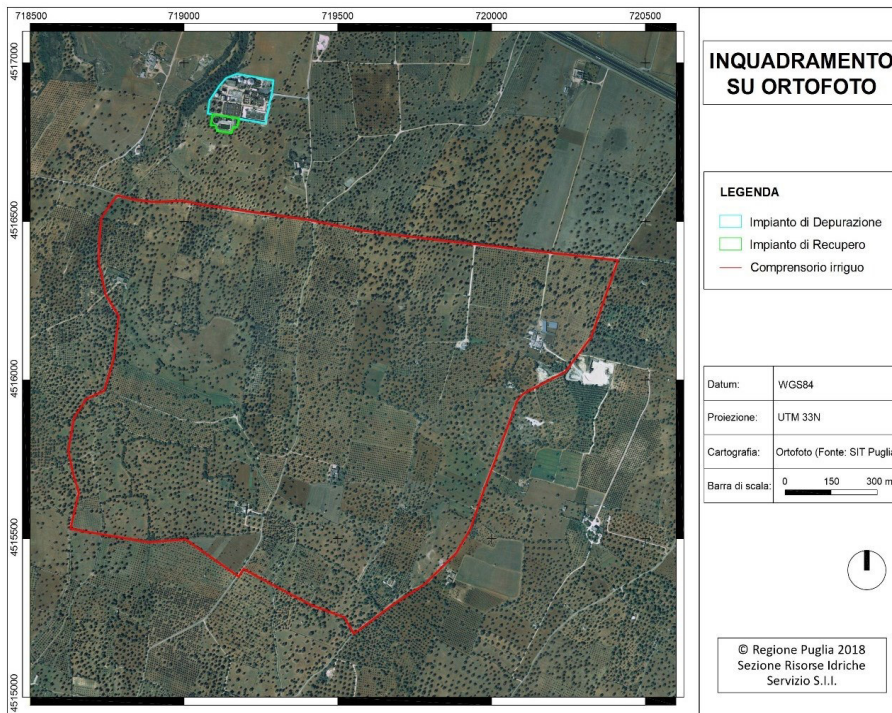 718500 719000 719500 720000 720500
4517000
4516500
4516000
4515500
4515000
INQUADRAMENTO
SU ORTOFOTO
LEGENDA
Impianto di Depurazione
Impianto di Recupero
Comprensorio irriguo
Datum: WGS84
Proiezione: UTM 33N
Cartografia: Ortofoto (Fonte: SIT Puglia
Barra di scala: 0 150 300 m
© Regione Puglia 2018
Sezione Risorse Idriche
Servizio S.I.I.